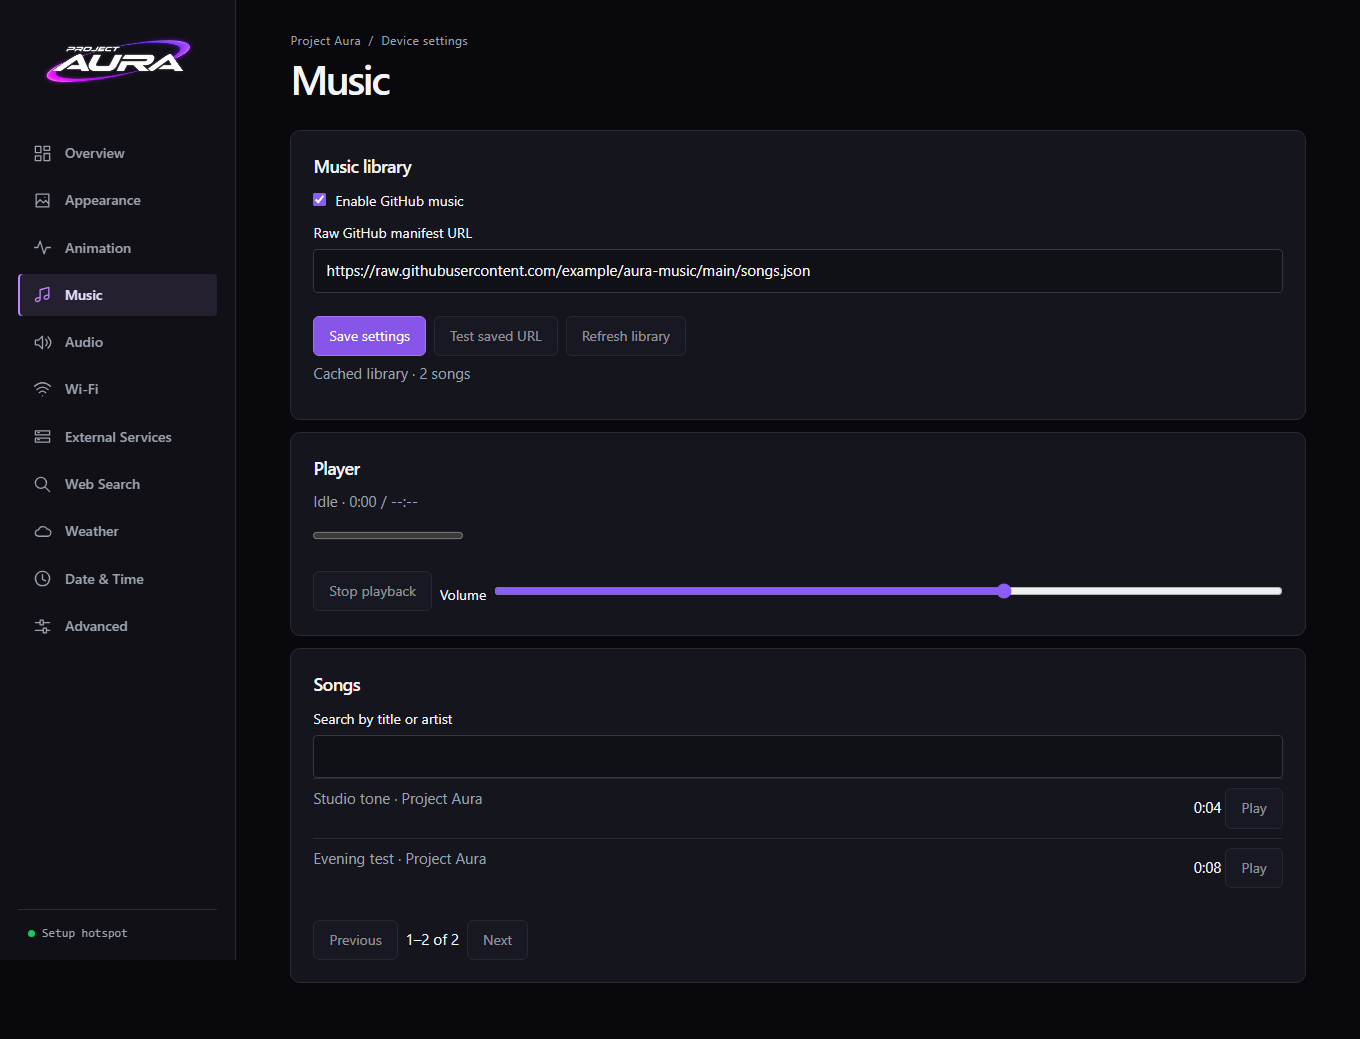 PROJECT
AURA
Overview
Appearance
Animation
Music
Audio
Wi-Fi
External Services
Web Search
Weather
Date & Time
Advanced
Setup hotspot
Project Aura / Device settings
Music
Music library
Enable GitHub music
Raw GitHub manifest URL
https://raw.githubusercontent.com/example/aura-music/main/songs.json
Save settings Test saved URL Refresh library
Cached library · 2 songs
Player
Idle · 0:00 / --:--
Stop playback Volume
Songs
Search by title or artist
Studio tone · Project Aura 0:04 Play
Evening test · Project Aura 0:08 Play
Previous 1–2 of 2 Next